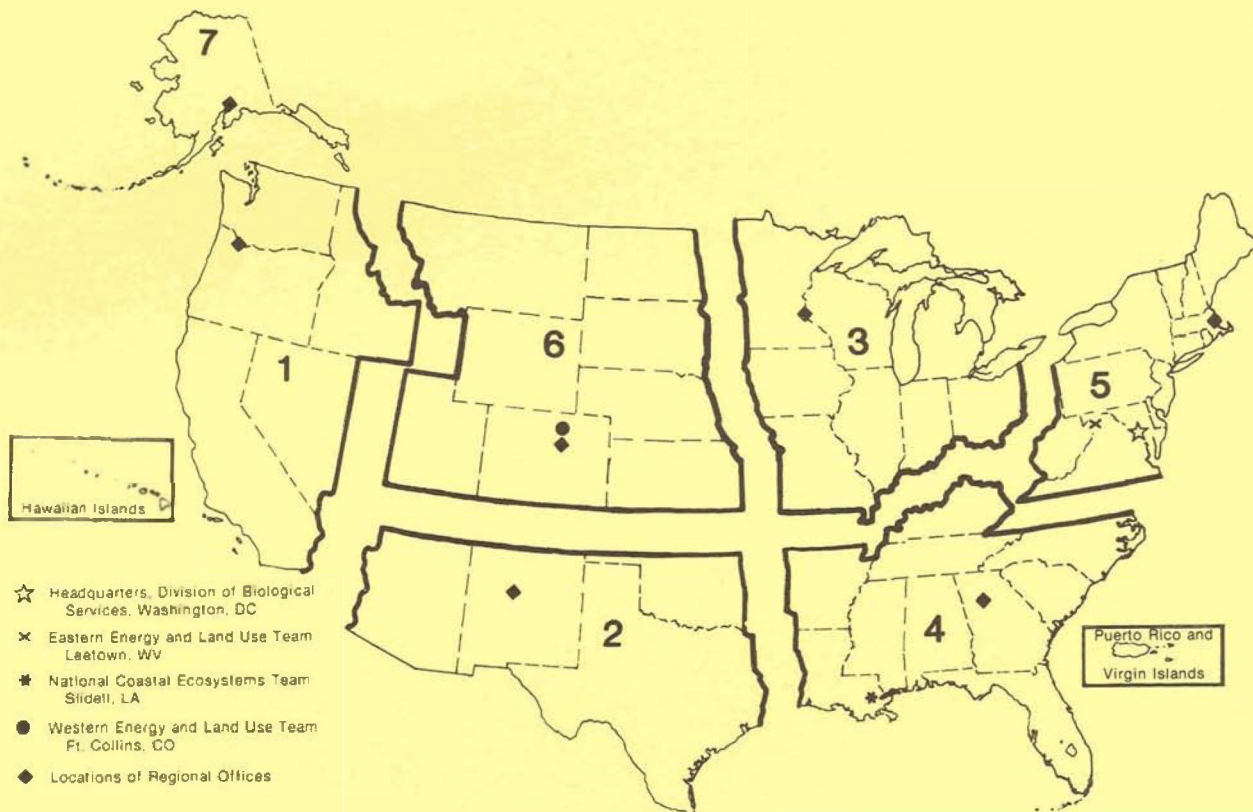 7
6
3
1
5
Hawaiian Islands
☆ Headquarters, Division of Biological
Services, Washington, DC
× Eastern Energy and Land Use Team
Leetown, WV
✱ National Coastal Ecosystems Team
Slidell, LA
● Western Energy and Land Use Team
Ft. Collins, CO
◆ Locations of Regional Offices
2
4
Puerto Rico and
Virgin Islands